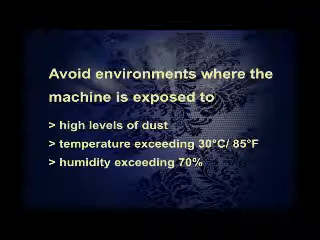 Avoid environments where the
machine is exposed to
> high levels of dust
> temperature exceeding 30°C/ 85°F
> humidity exceeding 70%